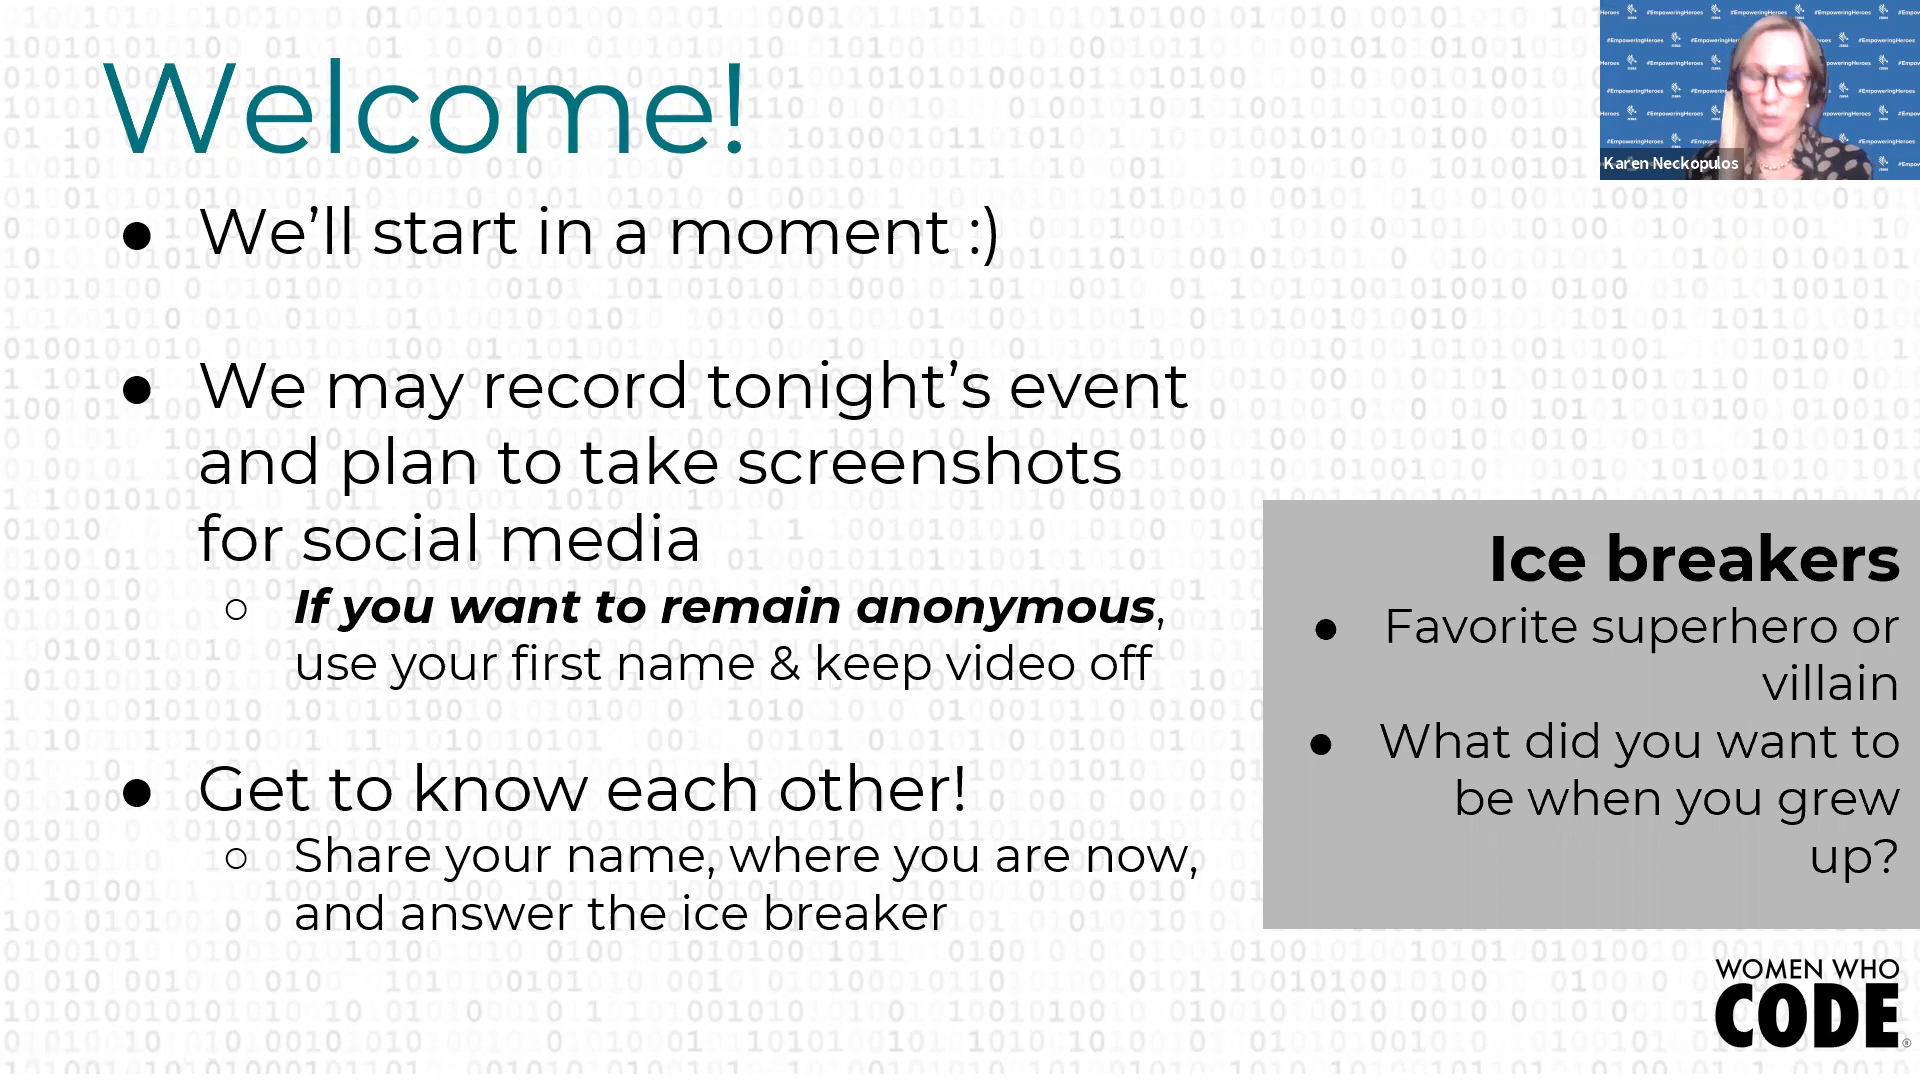 Welcome!
● We’ll start in a moment :)
● We may record tonight’s event
and plan to take screenshots
for social media
○ If you want to remain anonymous,
use your first name & keep video off
● Get to know each other!
○ Share your name, where you are now,
and answer the ice breaker
#EmpoweringHeroes
ZEBRA
Karen Neckopulos
Ice breakers
● Favorite superhero or
villain
● What did you want to
be when you grew
up?
WOMEN WHO
CODE®